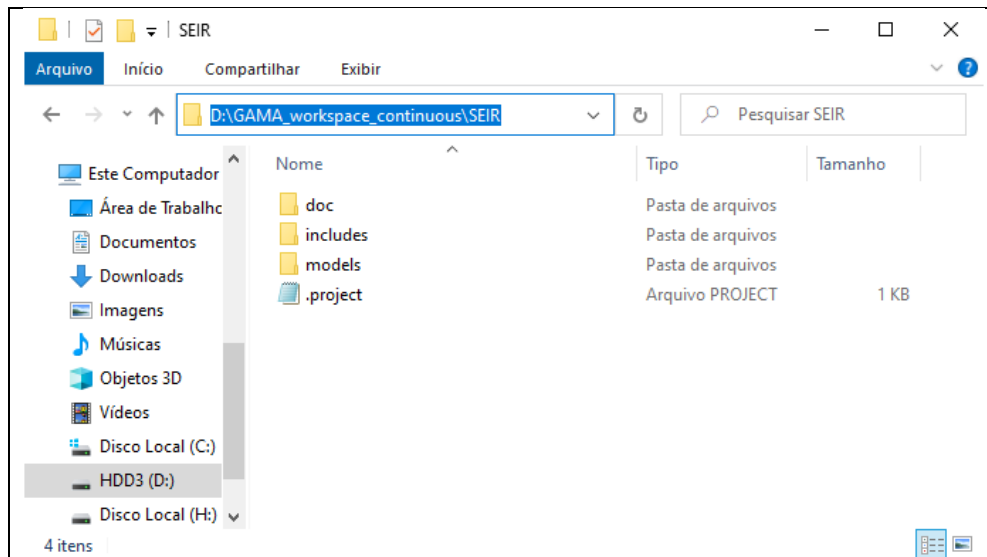 SEIR
Arquivo Início Compartilhar Exibir
D:\GAMA_workspace_continuous\SEIR
Pesquisar SEIR
Este Computador
Área de Trabalhc
Documentos
Downloads
Imagens
Músicas
Objetos 3D
Vídeos
Disco Local (C:)
HDD3 (D:)
Disco Local (H:)
Nome Tipo Tamanho
doc Pasta de arquivos
includes Pasta de arquivos
models Pasta de arquivos
.project Arquivo PROJECT 1 KB
4 itens